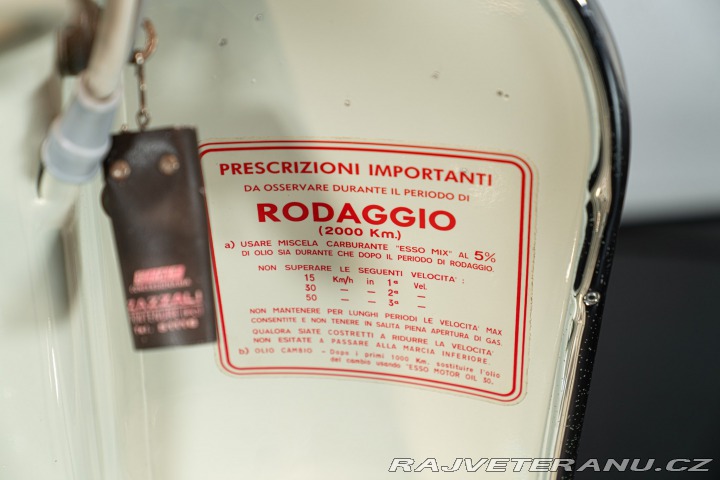 PRESCRIZIONI IMPORTANTI
DA OSSERVARE DURANTE IL PERIODO DI
RODAGGIO
(2000 Km.)
a) USARE MISCELA CARBURANTE "ESSO MIX" AL 5%
DI OLIO SIA DURANTE CHE DOPO IL PERIODO DI RODAGGIO.
NON SUPERARE LE SEGUENTI VELOCITA':
15 Km/h in 1ª Vel.
30 — — 2ª —
50 — — 3ª —
NON MANTENERE PER LUNGHI PERIODI LE VELOCITA' MAX
CONSENTITE E NON TENERE IN SALITA PIENA APERTURA DI GAS.
QUALORA SIATE COSTRETTI A RIDURRE LA VELOCITA'
NON ESITATE A PASSARE ALLA MARCIA INFERIORE.
b) OLIO CAMBIO - Dopo i primi 1000 Km. sostituire l'olio
del cambio usando "ESSO MOTOR OIL 30.
RAJVETERANU.CZ